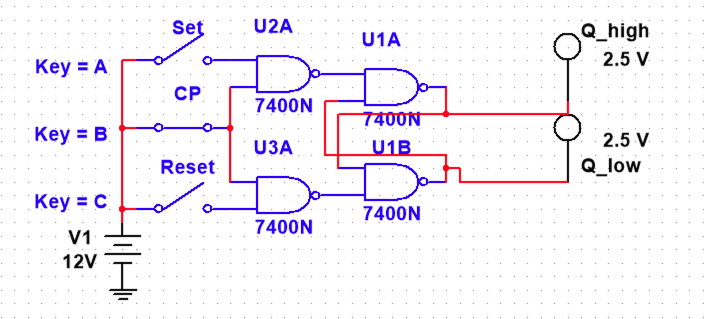 Set
U2A
U1A
Q_high
2.5 V
Key = A
CP
7400N
7400N
Key = B
U3A
U1B
2.5 V
Q_low
Reset
Key = C
7400N
7400N
V1
12V